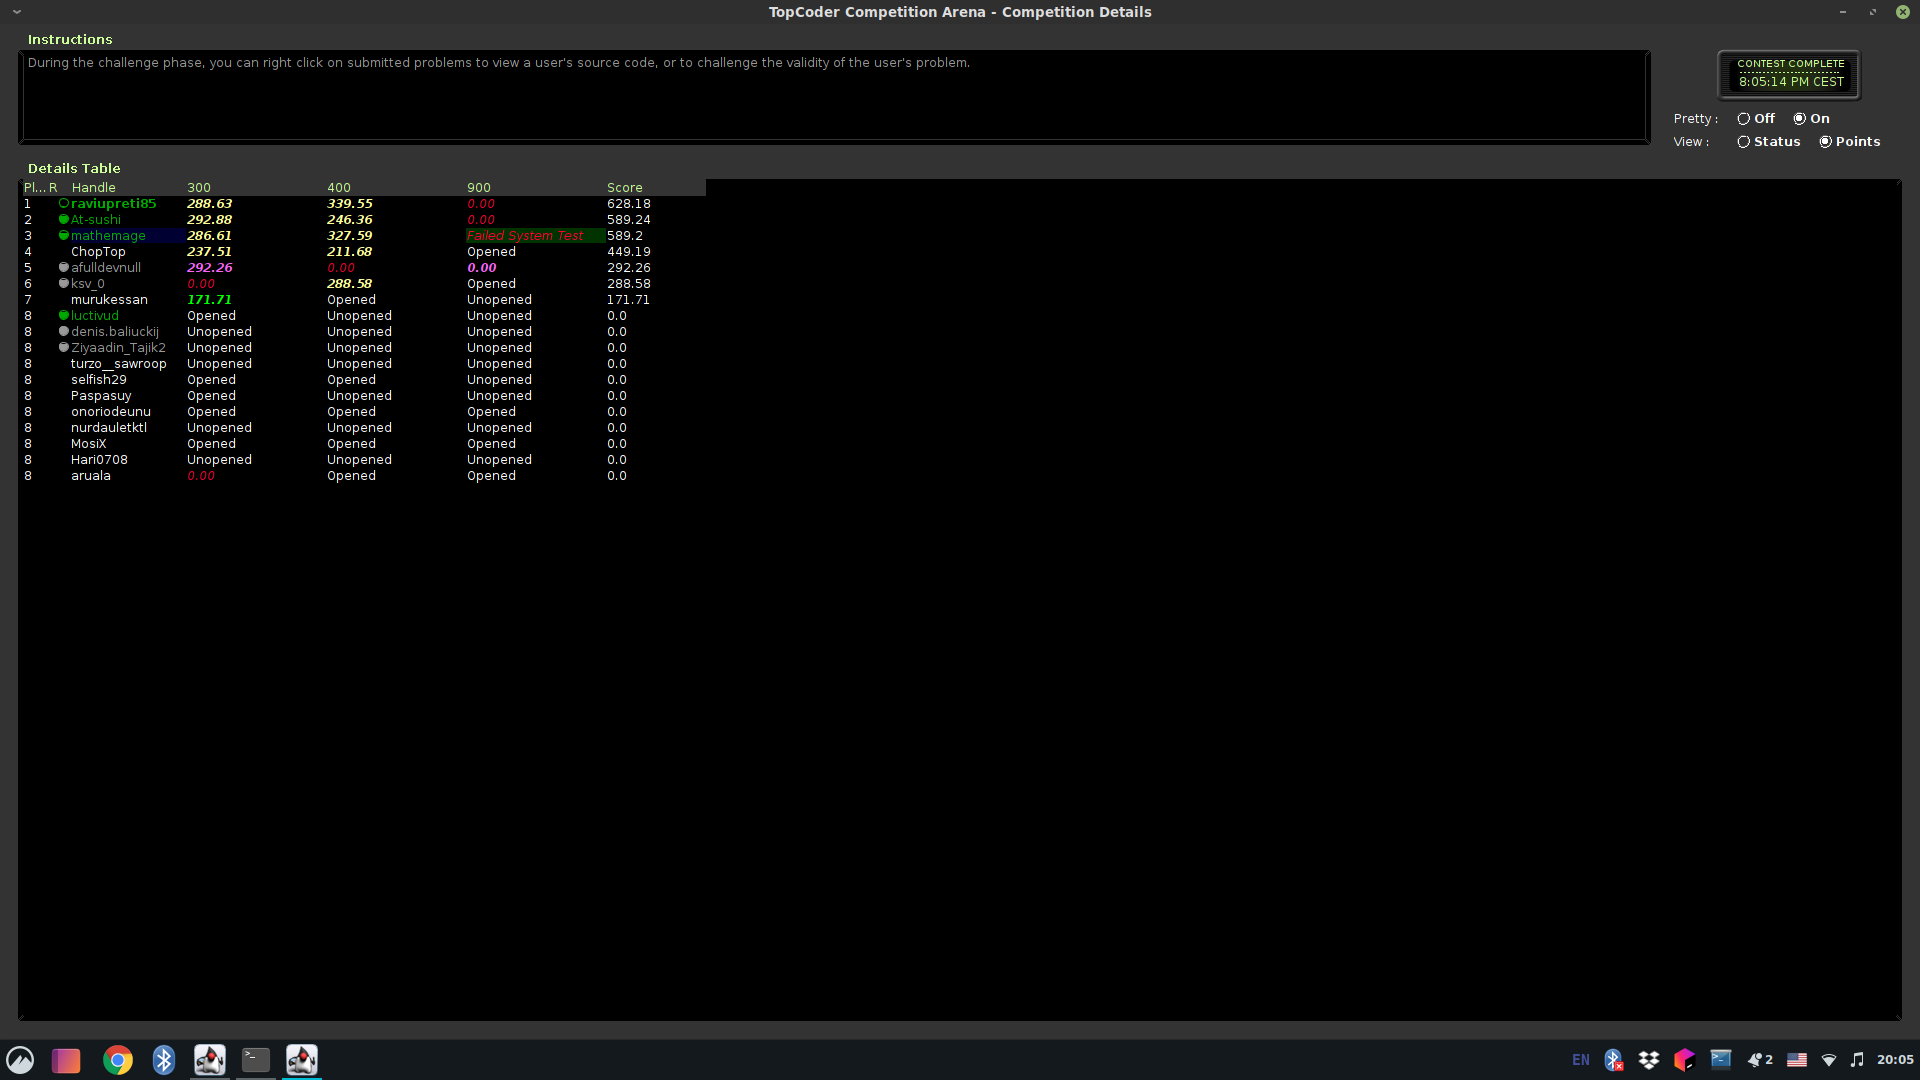 TopCoder Competition Arena - Competition Details
Instructions
During the challenge phase, you can right click on submitted problems to view a user's source code, or to challenge the validity of the user's problem.
CONTEST COMPLETE
8:05:14 PM CEST
Pretty : Off On
View : Status Points
Details Table
Pl... R Handle 300 400 900 Score
1 raviupreti85 288.63 339.55 0.00 628.18
2 At-sushi 292.88 246.36 0.00 589.24
3 mathemage 286.61 327.59 Failed System Test 589.2
4 ChopTop 237.51 211.68 Opened 449.19
5 afulldevnull 292.26 0.00 0.00 292.26
6 ksv_0 0.00 288.58 Opened 288.58
7 murukessan 171.71 Opened Unopened 171.71
8 luctivud Opened Unopened Unopened 0.0
8 denis.baliuckij Unopened Unopened Unopened 0.0
8 Ziyaadin_Tajik2 Unopened Unopened Unopened 0.0
8 turzo__sawroop Unopened Unopened Unopened 0.0
8 selfish29 Opened Opened Unopened 0.0
8 Paspasuy Opened Unopened Unopened 0.0
8 onoriodeunu Opened Opened Opened 0.0
8 nurdauletktl Unopened Unopened Unopened 0.0
8 MosiX Opened Opened Opened 0.0
8 Hari0708 Unopened Unopened Unopened 0.0
8 aruala 0.00 Opened Opened 0.0
EN 2 20:05